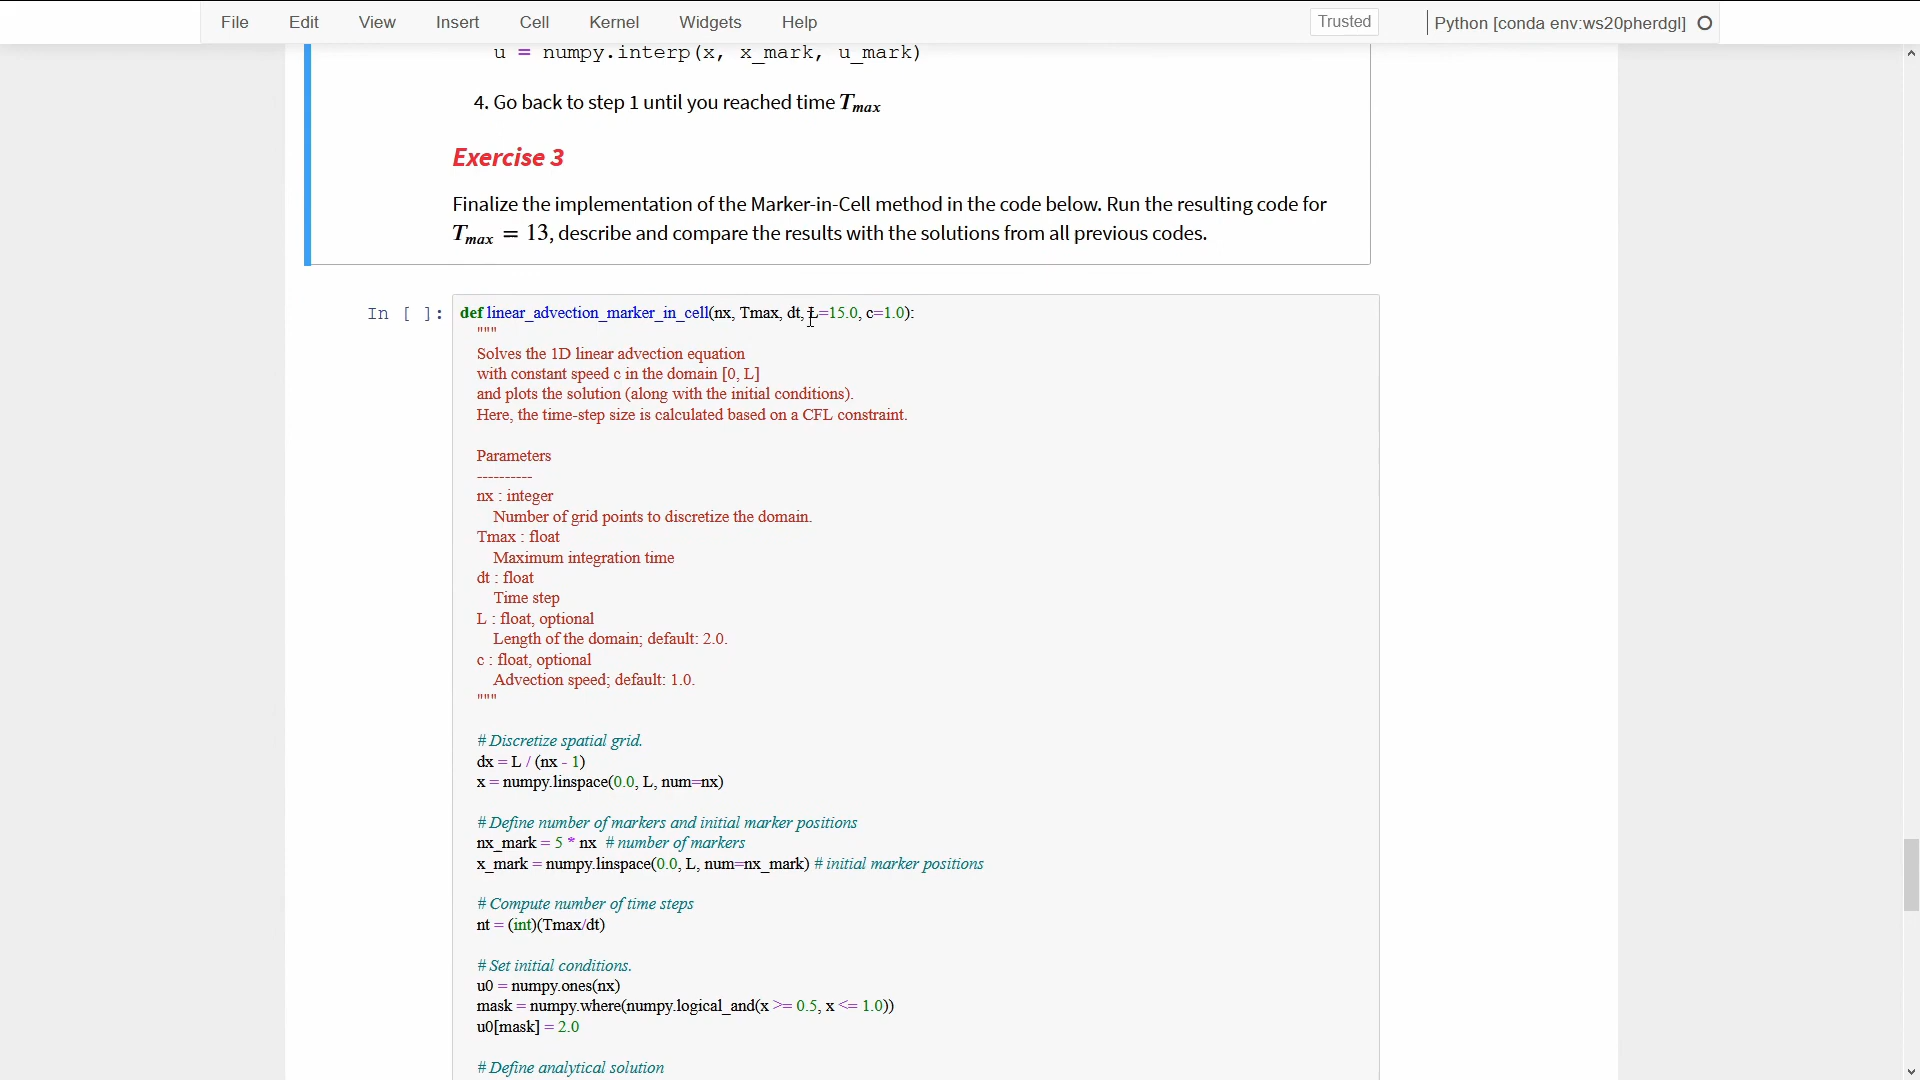 File Edit View Insert Cell Kernel Widgets Help Trusted Python [conda env:ws20pherdgl]
u = numpy.interp(x, x_mark, u_mark)
4. Go back to step 1 until you reached time Tmax
Exercise 3
Finalize the implementation of the Marker-in-Cell method in the code below. Run the resulting code for
Tmax = 13, describe and compare the results with the solutions from all previous codes.
In [ ]:
def linear_advection_marker_in_cell(nx, Tmax, dt, L=15.0, c=1.0):
"""
Solves the 1D linear advection equation
with constant speed c in the domain [0, L]
and plots the solution (along with the initial conditions).
Here, the time-step size is calculated based on a CFL constraint.
Parameters
----------
nx : integer
Number of grid points to discretize the domain.
Tmax : float
Maximum integration time
dt : float
Time step
L : float, optional
Length of the domain; default: 2.0.
c : float, optional
Advection speed; default: 1.0.
"""
# Discretize spatial grid.
dx = L / (nx - 1)
x = numpy.linspace(0.0, L, num=nx)
# Define number of markers and initial marker positions
nx_mark = 5 * nx # number of markers
x_mark = numpy.linspace(0.0, L, num=nx_mark) # initial marker positions
# Compute number of time steps
nt = (int)(Tmax/dt)
# Set initial conditions.
u0 = numpy.ones(nx)
mask = numpy.where(numpy.logical_and(x >= 0.5, x <= 1.0))
u0[mask] = 2.0
# Define analytical solution